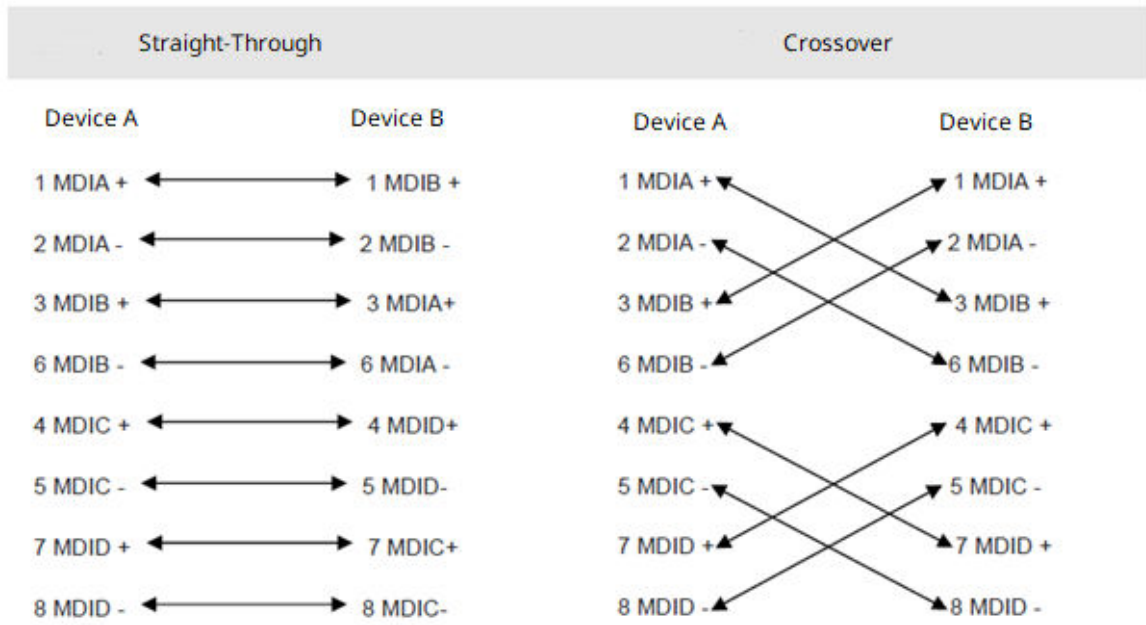 Straight-Through Crossover
Device A Device B Device A Device B
1 MDIA + 1 MDIB + 1 MDIA + 1 MDIA +
2 MDIA - 2 MDIB - 2 MDIA - 2 MDIA -
3 MDIB + 3 MDIA+ 3 MDIB + 3 MDIB +
6 MDIB - 6 MDIA - 6 MDIB - 6 MDIB -
4 MDIC + 4 MDID+ 4 MDIC + 4 MDIC +
5 MDIC - 5 MDID- 5 MDIC - 5 MDIC -
7 MDID + 7 MDIC+ 7 MDID + 7 MDID +
8 MDID - 8 MDIC- 8 MDID - 8 MDID -